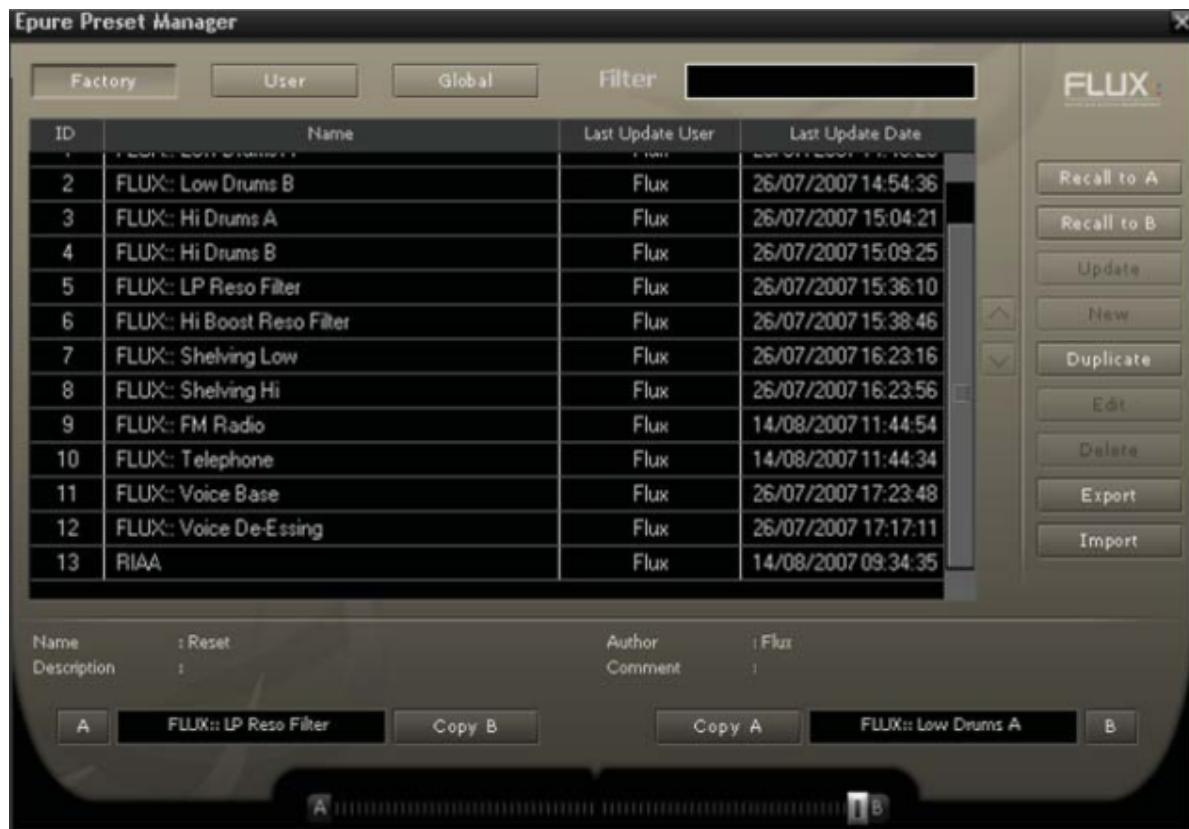 Epure Preset Manager
Factory User Global Filter
FLUX::
ID Name Last Update User Last Update Date
2 FLUX:: Low Drums B Flux 26/07/2007 14:54:36
3 FLUX:: Hi Drums A Flux 26/07/2007 15:04:21
4 FLUX:: Hi Drums B Flux 26/07/2007 15:09:25
5 FLUX:: LP Reso Filter Flux 26/07/2007 15:36:10
6 FLUX:: Hi Boost Reso Filter Flux 26/07/2007 15:38:46
7 FLUX:: Shelving Low Flux 26/07/2007 16:23:16
8 FLUX:: Shelving Hi Flux 26/07/2007 16:23:56
9 FLUX:: FM Radio Flux 14/08/2007 11:44:54
10 FLUX:: Telephone Flux 14/08/2007 11:44:34
11 FLUX:: Voice Base Flux 26/07/2007 17:23:48
12 FLUX:: Voice De-Essing Flux 26/07/2007 17:17:11
13 RIAA Flux 14/08/2007 09:34:35
Recall to A
Recall to B
Update
New
Duplicate
Edit
Delete
Export
Import
Name : Reset Author : Flux
Description : Comment :
A FLUX:: LP Reso Filter Copy B Copy A FLUX:: Low Drums A B
A B